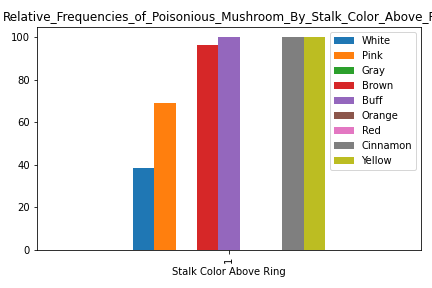 Relative_Frequencies_of_Poisonious_Mushroom_By_Stalk_Color_Above_R
100
80
60
40
20
0
White
Pink
Gray
Brown
Buff
Orange
Red
Cinnamon
Yellow
1
Stalk Color Above Ring